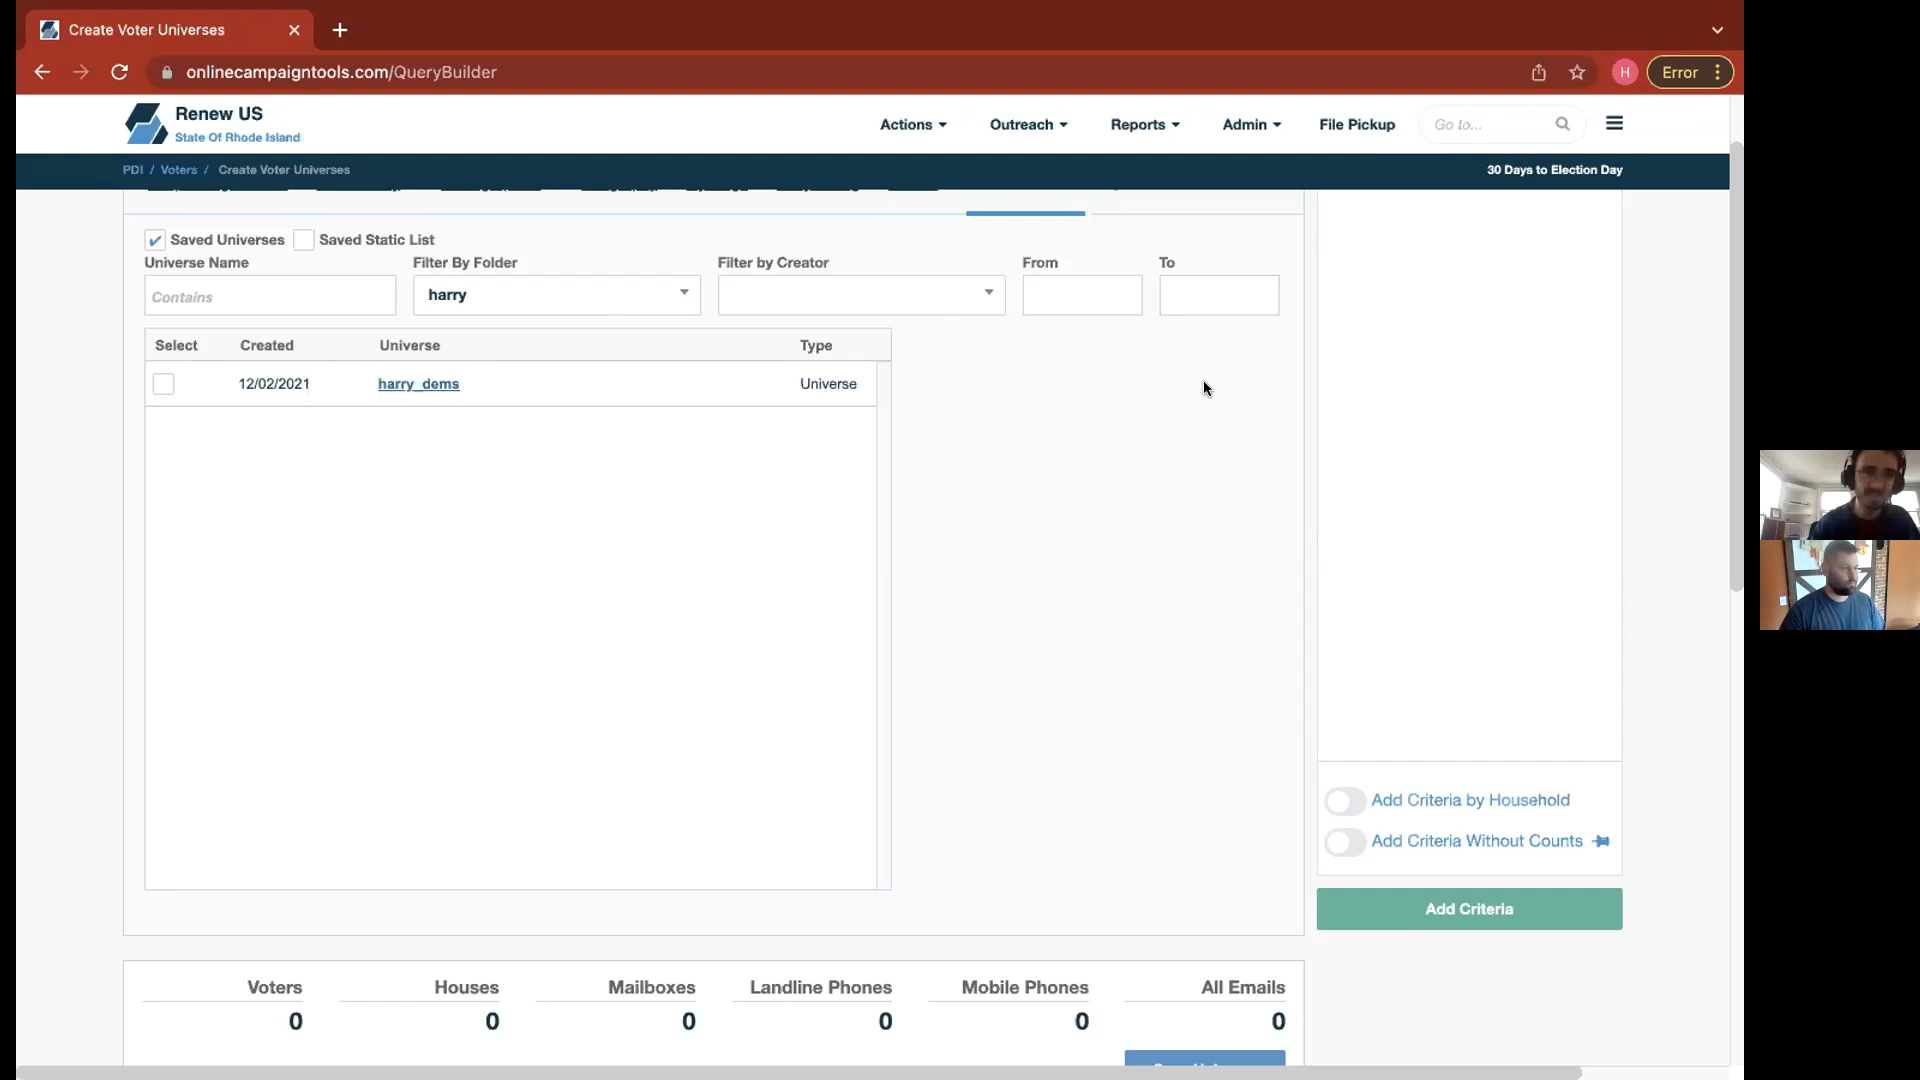 Create Voter Universes
onlinecampaigntools.com/QueryBuilder
H
Error
Renew US
State Of Rhode Island
Actions
Outreach
Reports
Admin
File Pickup
Go to...
PDI / Voters / Create Voter Universes
30 Days to Election Day
Saved Universes
Saved Static List
Universe Name
Filter By Folder
Filter by Creator
From
To
Contains
harry
Select
Created
Universe
Type
12/02/2021
harry_dems
Universe
Add Criteria by Household
Add Criteria Without Counts
Add Criteria
Voters
Houses
Mailboxes
Landline Phones
Mobile Phones
All Emails
0
0
0
0
0
0